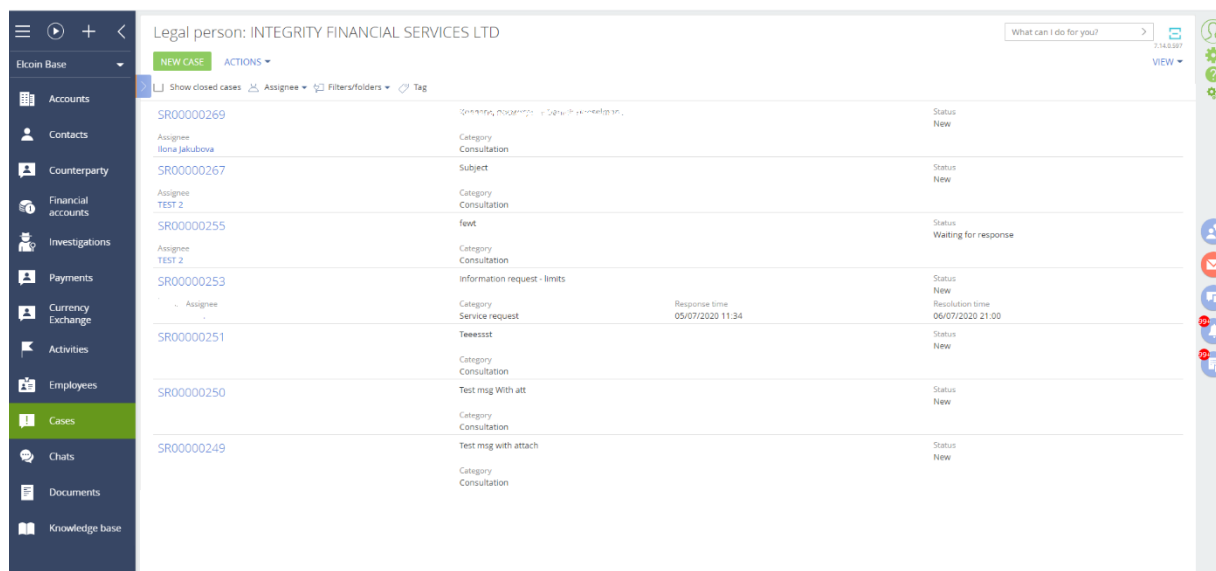 Legal person: INTEGRITY FINANCIAL SERVICES LTD
What can I do for you?
7.14.0.397
Elcoin Base
NEW CASE
ACTIONS
VIEW
Show closed cases
Assignee
Filters/folders
Tag
Accounts
Contacts
Counterparty
Financial accounts
Investigations
Payments
Currency Exchange
Activities
Employees
Cases
Chats
Documents
Knowledge base
SR00000269
Status
New
Assignee
Category
Ilona Jakubova
Consultation
SR00000267
Subject
Status
New
Assignee
Category
TEST 2
Consultation
SR00000255
fewt
Status
Waiting for response
Assignee
Category
TEST 2
Consultation
SR00000253
Information request - limits
Status
New
Assignee
Category
Response time
Resolution time
Service request
05/07/2020 11:34
06/07/2020 21:00
SR00000251
Teeessst
Status
New
Category
Consultation
SR00000250
Test msg With att
Status
New
Category
Consultation
SR00000249
Test msg with attach
Status
New
Category
Consultation
99+
99+